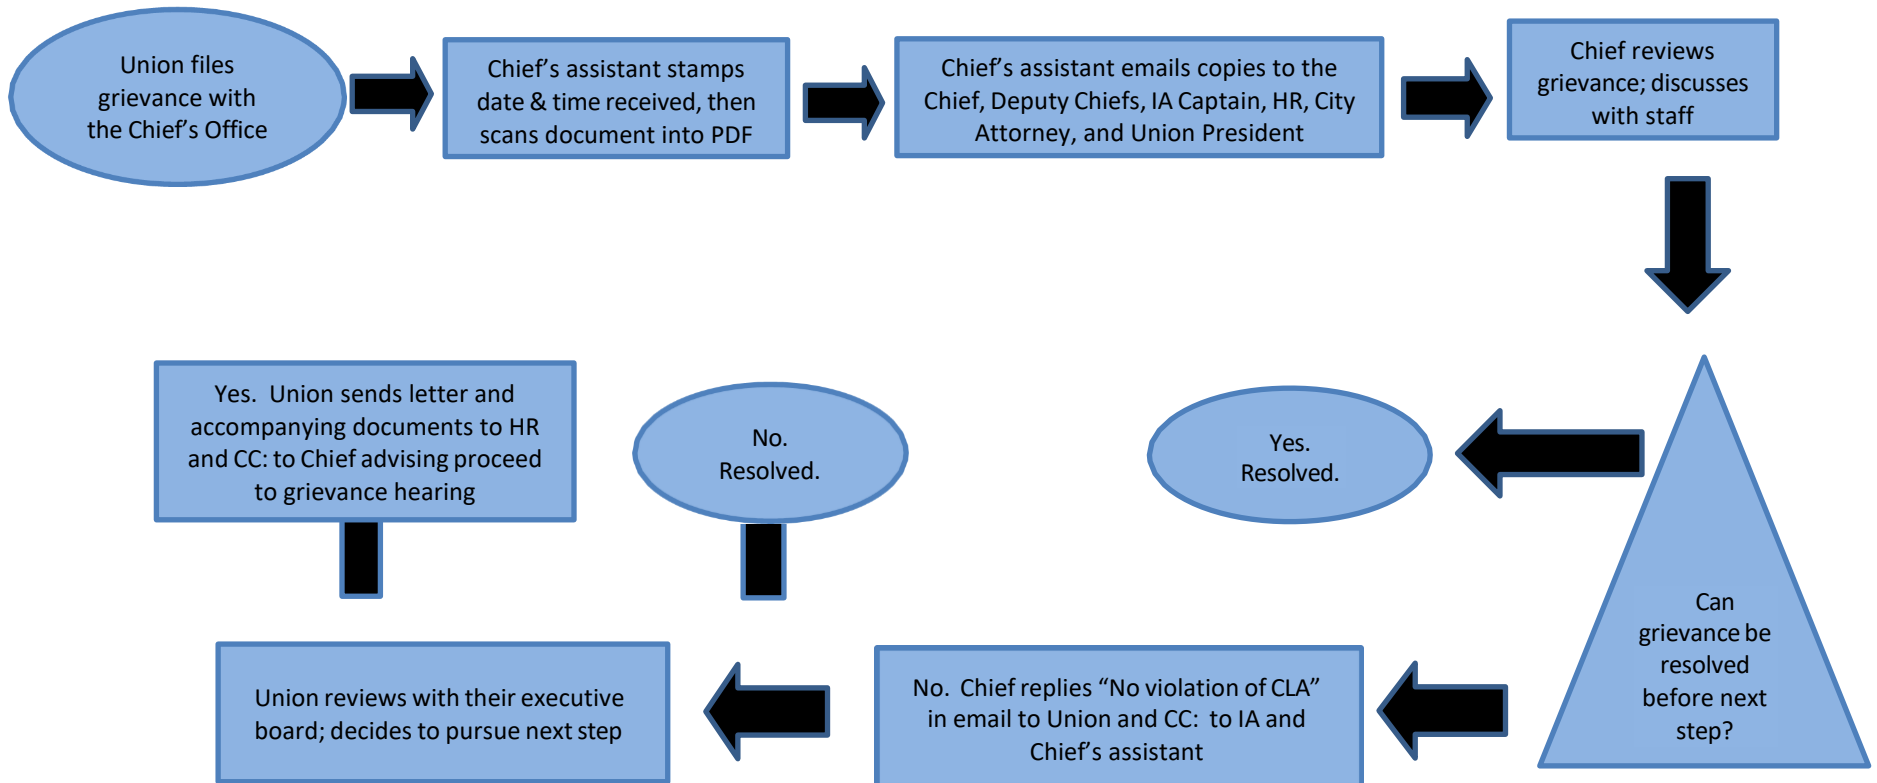 Union files
grievance with
the Chief’s Office
Chief’s assistant stamps
date & time received, then
scans document into PDF
Chief’s assistant emails copies to the
Chief, Deputy Chiefs, IA Captain, HR, City
Attorney, and Union President
Chief reviews
grievance; discusses
with staff
Can
grievance be
resolved
before next
step?
Yes.
Resolved.
No. Chief replies “No violation of CLA”
in email to Union and CC: to IA and
Chief’s assistant
Union reviews with their executive
board; decides to pursue next step
No.
Resolved.
Yes. Union sends letter and
accompanying documents to HR
and CC: to Chief advising proceed
to grievance hearing